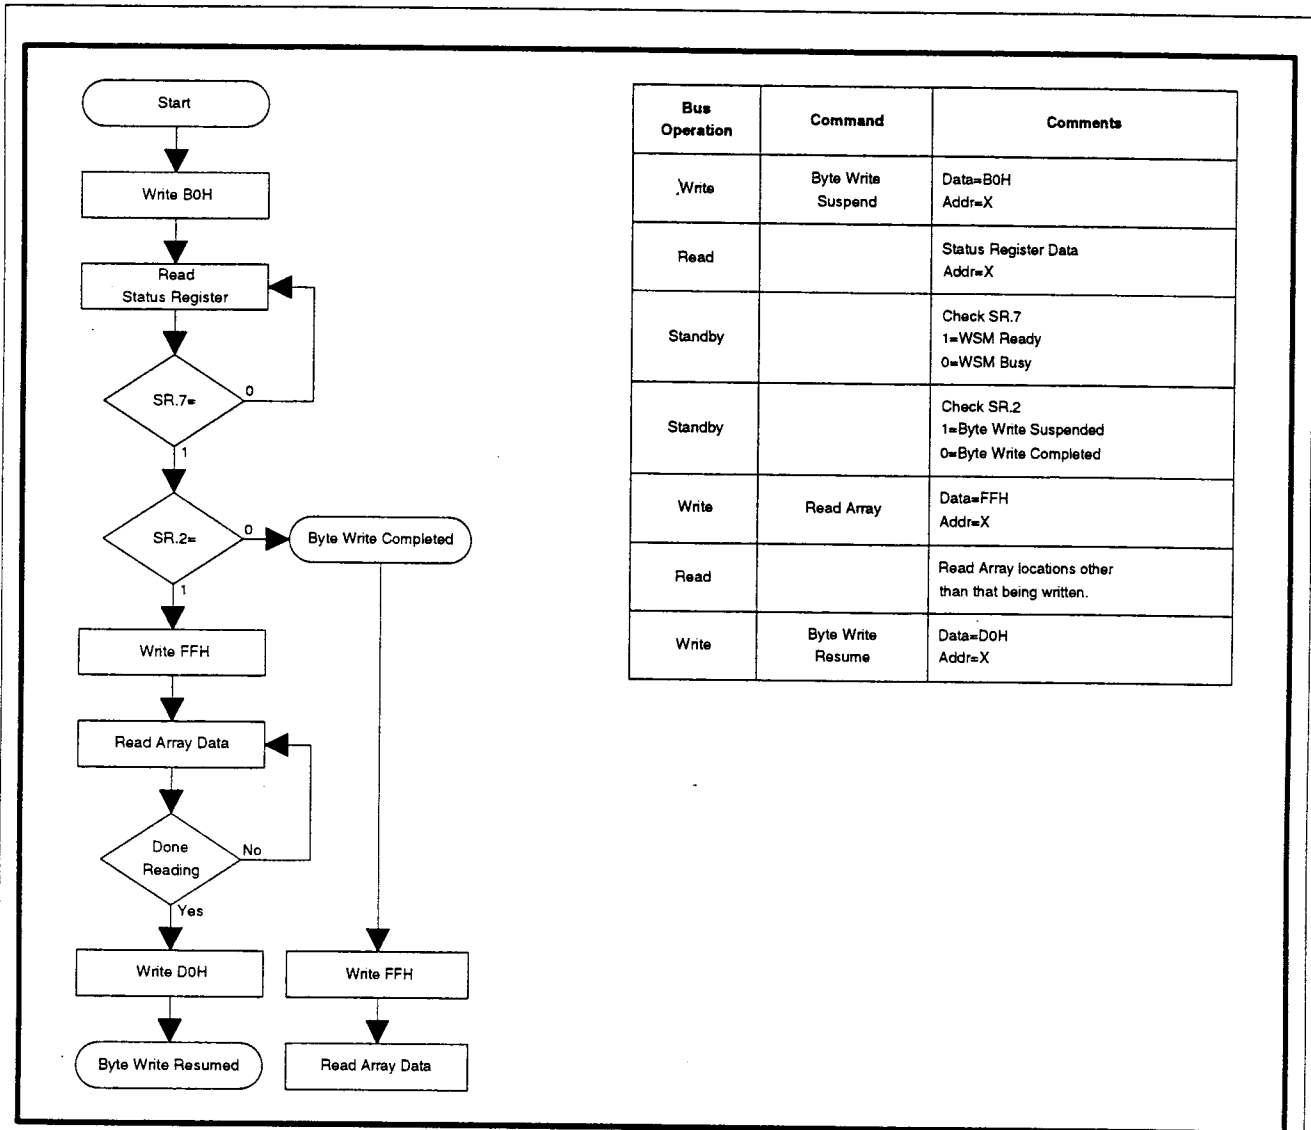 Start
Write B0H
Read
Status Register
SR.7=
0
1
SR.2=
0
Byte Write Completed
1
Write FFH
Read Array Data
Done
Reading
No
Yes
Write D0H
Write FFH
Byte Write Resumed
Read Array Data
Bus
Operation
Command
Comments
Write
Byte Write
Suspend
Data=B0H
Addr=X
Read
Status Register Data
Addr=X
Standby
Check SR.7
1=WSM Ready
0=WSM Busy
Standby
Check SR.2
1=Byte Write Suspended
0=Byte Write Completed
Write
Read Array
Data=FFH
Addr=X
Read
Read Array locations other
than that being written.
Write
Byte Write
Resume
Data=D0H
Addr=X